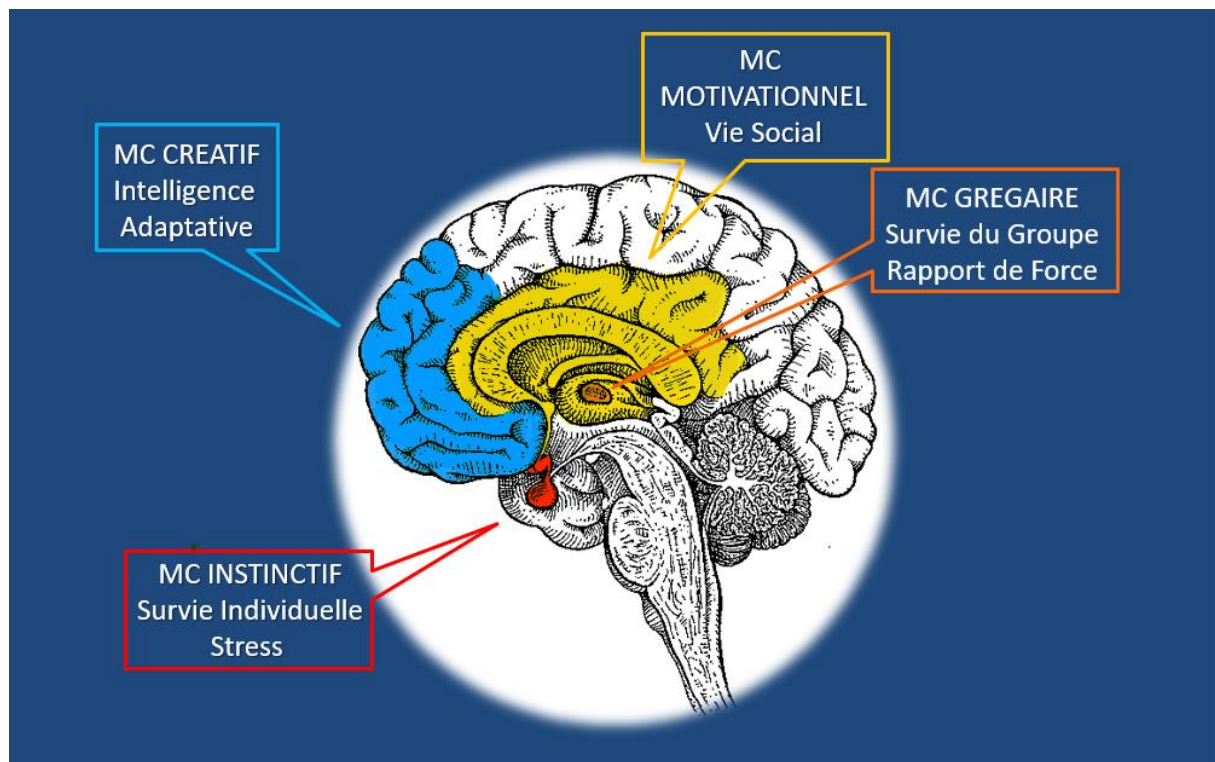 MC
MOTIVATIONNEL
Vie Social
MC CREATIF
Intelligence
Adaptative
MC GREGAIRE
Survie du Groupe
Rapport de Force
MC INSTINCTIF
Survie Individuelle
Stress